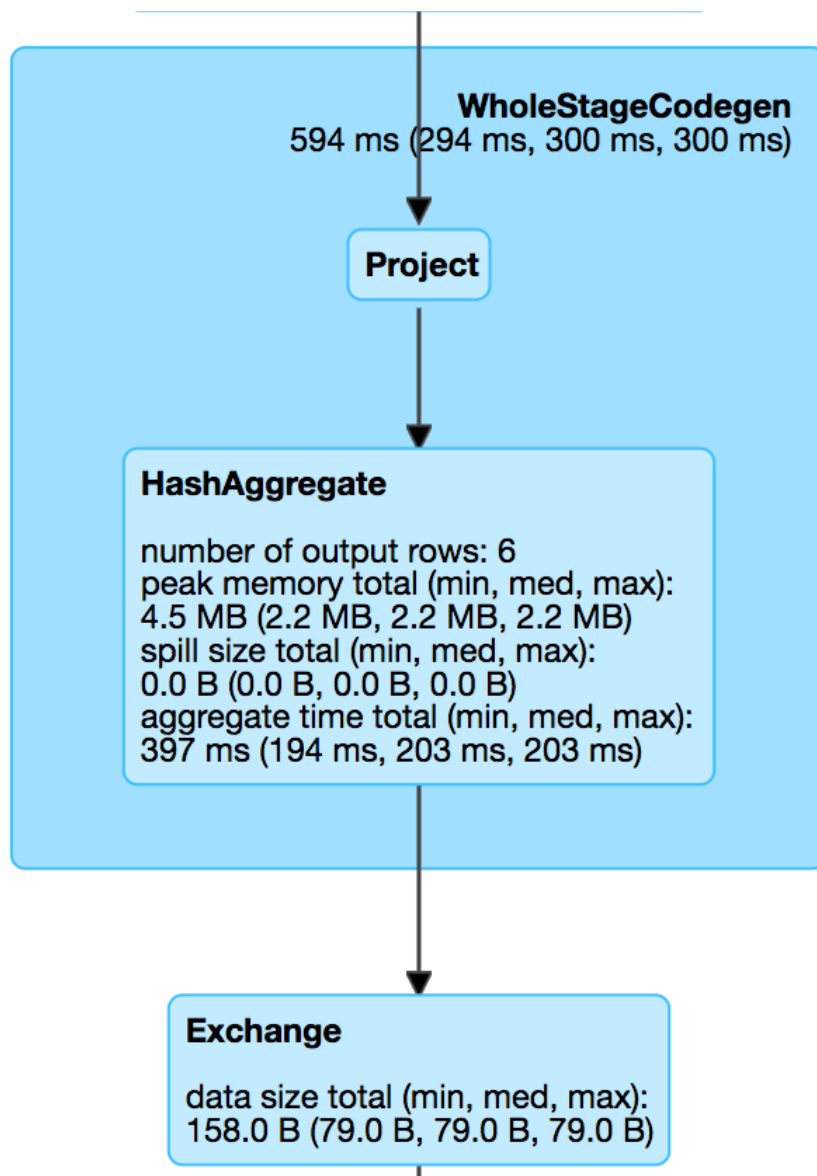 WholeStageCodegen
594 ms (294 ms, 300 ms, 300 ms)
Project
HashAggregate
number of output rows: 6
peak memory total (min, med, max):
4.5 MB (2.2 MB, 2.2 MB, 2.2 MB)
spill size total (min, med, max):
0.0 B (0.0 B, 0.0 B, 0.0 B)
aggregate time total (min, med, max):
397 ms (194 ms, 203 ms, 203 ms)
Exchange
data size total (min, med, max):
158.0 B (79.0 B, 79.0 B, 79.0 B)